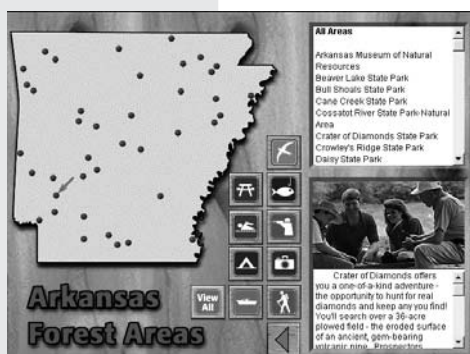 All Areas
Arkansas Museum of Natural
Resources
Beaver Lake State Park
Bull Shoals State Park
Cane Creek State Park
Cossatot River State Park-Natural
Area
Crater of Diamonds State Park
Crowley's Ridge State Park
Daisy State Park
Crater of Diamonds offers
you a one-of-a-kind adventure -
the opportunity to hunt for real
diamonds and keep any you find!
You'll search over a 36-acre
plowed field - the eroded surface
of an ancient, gem-bearing
volcanic pipe. Prospectors
View
All
Arkansas
Forest Areas